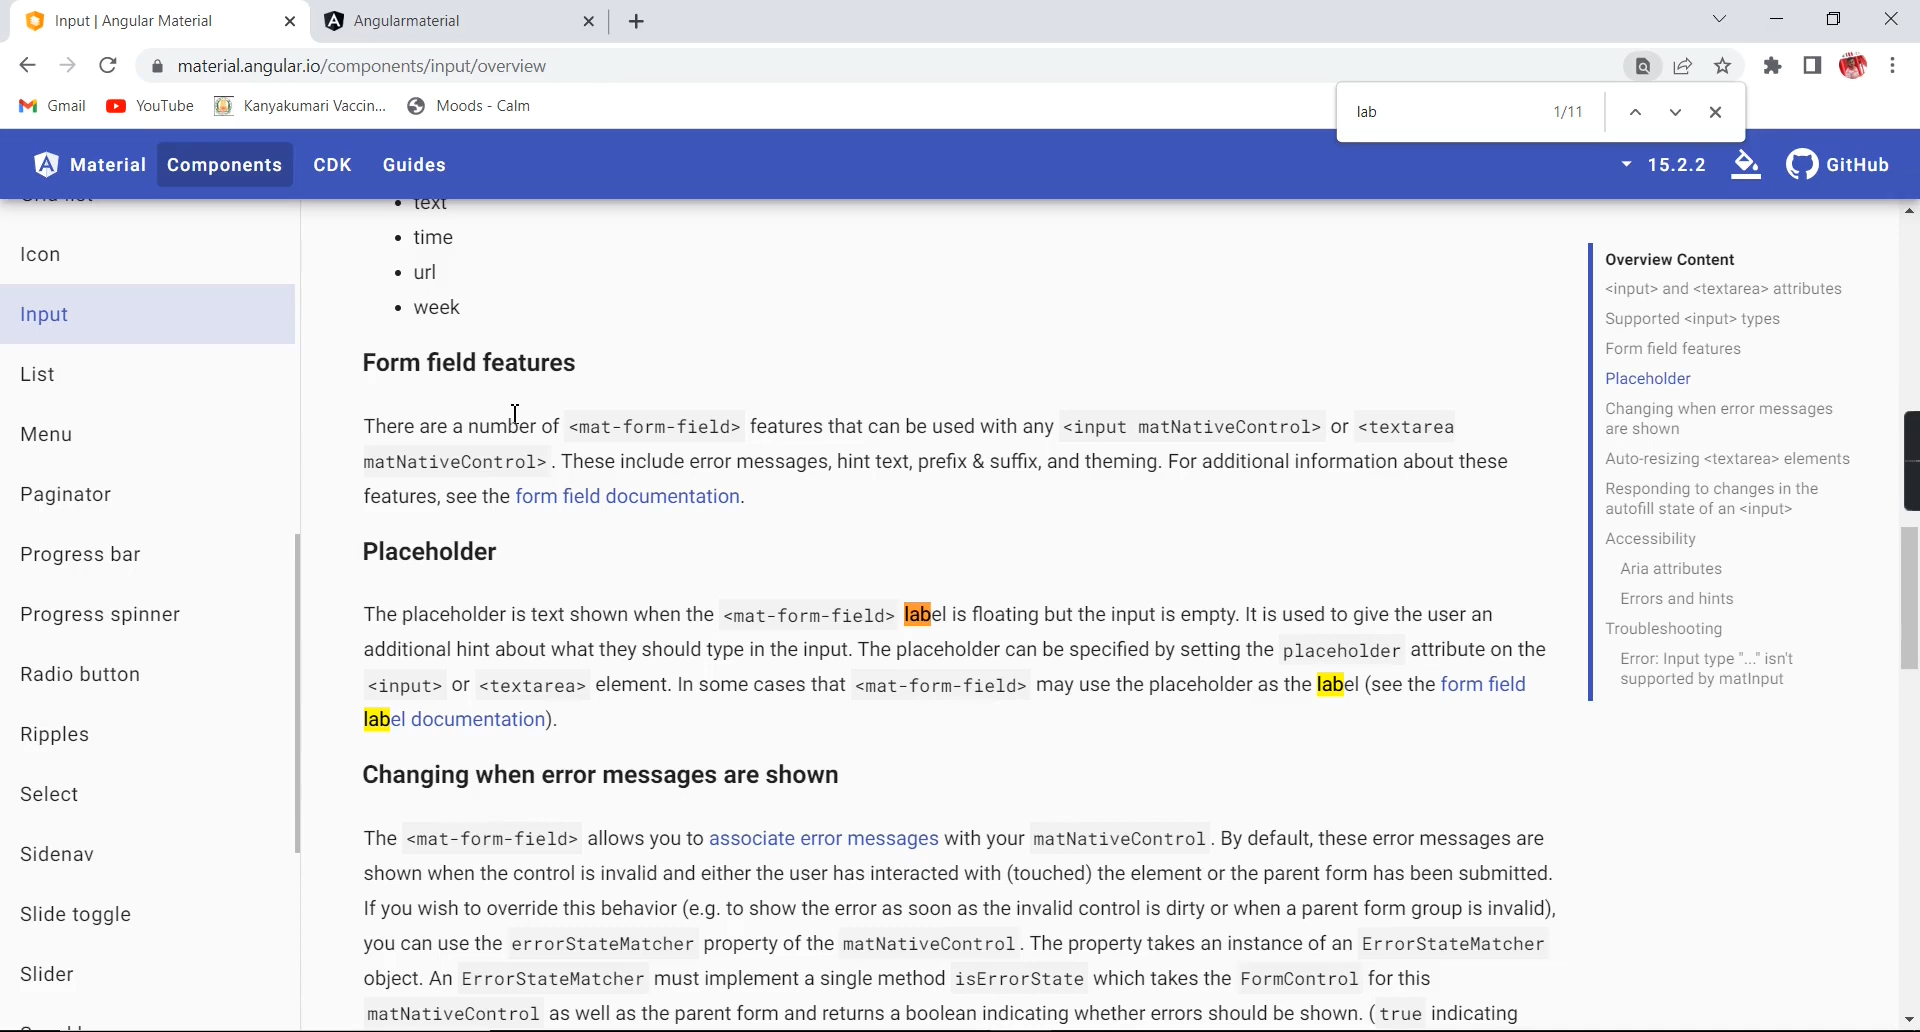 Input | Angular Material
Angularmaterial
material.angular.io/components/input/overview
Gmail
YouTube
Kanyakumari Vaccin...
Moods - Calm
lab
1/11
Material
Components
CDK
Guides
15.2.2
GitHub
Icon
Input
List
Menu
Paginator
Progress bar
Progress spinner
Radio button
Ripples
Select
Sidenav
Slide toggle
Slider
• text
• time
• url
• week
Form field features
There are a number of <mat-form-field> features that can be used with any <input matNativeControl> or <textarea
matNativeControl>. These include error messages, hint text, prefix & suffix, and theming. For additional information about these
features, see the form field documentation.
Placeholder
The placeholder is text shown when the <mat-form-field> label is floating but the input is empty. It is used to give the user an
additional hint about what they should type in the input. The placeholder can be specified by setting the placeholder attribute on the
<input> or <textarea> element. In some cases that <mat-form-field> may use the placeholder as the label (see the form field
label documentation).
Changing when error messages are shown
The <mat-form-field> allows you to associate error messages with your matNativeControl. By default, these error messages are
shown when the control is invalid and either the user has interacted with (touched) the element or the parent form has been submitted.
If you wish to override this behavior (e.g. to show the error as soon as the invalid control is dirty or when a parent form group is invalid),
you can use the errorStateMatcher property of the matNativeControl. The property takes an instance of an ErrorStateMatcher
object. An ErrorStateMatcher must implement a single method isErrorState which takes the FormControl for this
matNativeControl as well as the parent form and returns a boolean indicating whether errors should be shown. (true indicating
Overview Content
<input> and <textarea> attributes
Supported <input> types
Form field features
Placeholder
Changing when error messages
are shown
Auto-resizing <textarea> elements
Responding to changes in the
autofill state of an <input>
Accessibility
Aria attributes
Errors and hints
Troubleshooting
Error: Input type "..." isn't
supported by matInput